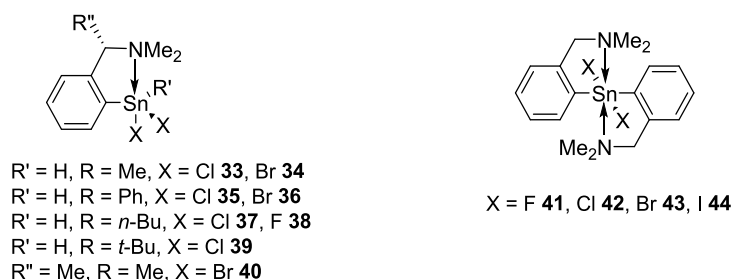 R"
NMe2
R'
Sn
X
X
R' = H, R = Me, X = Cl 33, Br 34
R' = H, R = Ph, X = Cl 35, Br 36
R' = H, R = n-Bu, X = Cl 37, F 38
R' = H, R = t-Bu, X = Cl 39
R" = Me, R = Me, X = Br 40
NMe2
X
Sn
X
Me2N
X = F 41, Cl 42, Br 43, I 44